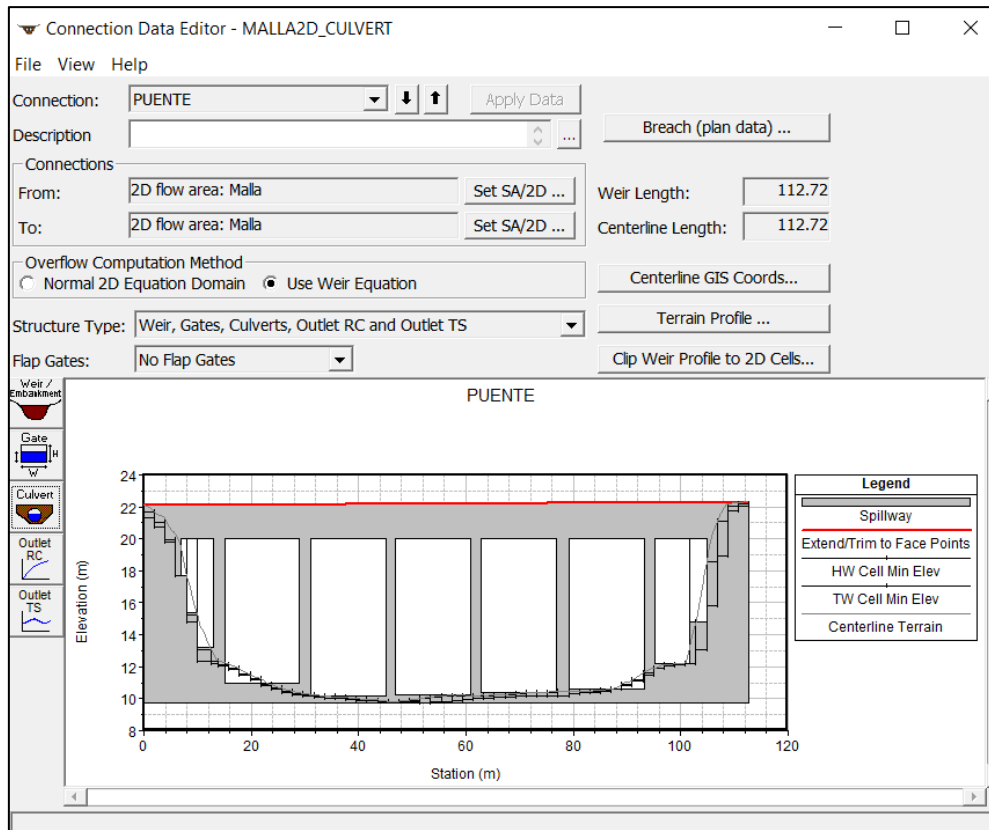 Connection Data Editor - MALLA2D_CULVERT
File View Help
Connection: PUENTE Apply Data
Description ... Breach (plan data) ...
Connections
From: 2D flow area: Malla Set SA/2D ... Weir Length: 112.72
To: 2D flow area: Malla Set SA/2D ... Centerline Length: 112.72
Overflow Computation Method
Normal 2D Equation Domain Use Weir Equation Centerline GIS Coords...
Structure Type: Weir, Gates, Culverts, Outlet RC and Outlet TS Terrain Profile ...
Flap Gates: No Flap Gates Clip Weir Profile to 2D Cells...
Weir /
Embankment
Gate
H
W
Culvert
Outlet
RC
Outlet
TS
PUENTE
24
22
20
18
16
14
12
10
8
Elevation (m)
0 20 40 60 80 100 120
Station (m)
Legend
Spillway
Extend/Trim to Face Points
HW Cell Min Elev
TW Cell Min Elev
Centerline Terrain